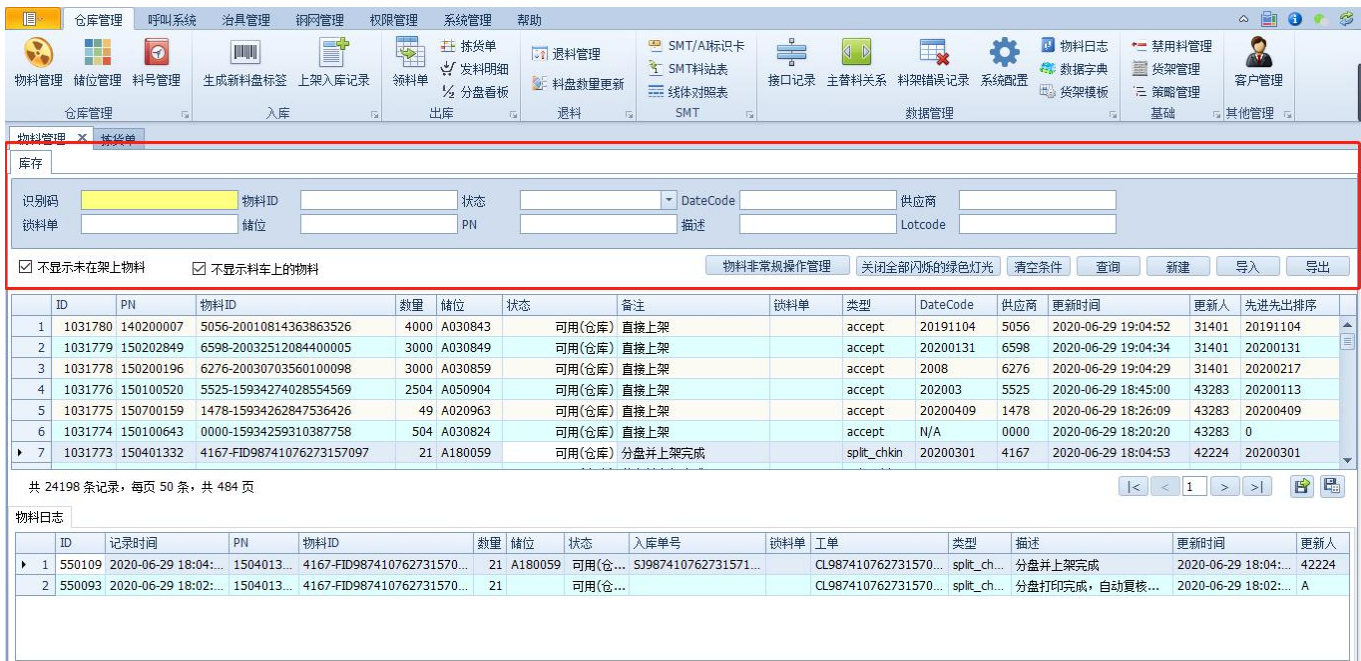 仓库管理 呼叫系统 治具管理 钢网管理 权限管理 系统管理 帮助
物料管理 储位管理 料号管理 生成新料盘标签 上架入库记录 领料单 拣货单 发料明细 分盘看板 退料管理 料盘数量更新 SMT/AI标识卡 SMT料站表 线体对照表 接口记录 主替料关系 料架错误记录 系统配置 物料日志 数据字典 货架模板 禁用料管理 货架管理 策略管理 客户管理
仓库管理 入库 出库 退料 SMT 数据管理 基础 其他管理
物料管理 X 拣货单
库存
识别码 物料ID 状态 DateCode 供应商
锁料单 储位 PN 描述 Lotcode
不显示未在架上物料 不显示料车上的物料 物料非常规操作管理 关闭全部闪烁的绿色灯光 清空条件 查询 新建 导入 导出
ID PN 物料ID 数量 储位 状态 备注 锁料单 类型 DateCode 供应商 更新时间 更新人 先进先出排序
1 1031780 140200007 5056-20010814363863526 4000 A030843 可用(仓库) 直接上架 accept 20191104 5056 2020-06-29 19:04:52 31401 20191104
2 1031779 150202849 6598-20032512084400005 3000 A030849 可用(仓库) 直接上架 accept 20200131 6598 2020-06-29 19:04:34 31401 20200131
3 1031778 150200196 6276-20030703560100098 3000 A030859 可用(仓库) 直接上架 accept 2008 6276 2020-06-29 19:04:29 31401 20200217
4 1031776 150100520 5525-15934274028554569 2504 A050904 可用(仓库) 直接上架 accept 202003 5525 2020-06-29 18:45:00 43283 20200113
5 1031775 150700159 1478-15934262847536426 49 A020963 可用(仓库) 直接上架 accept 20200409 1478 2020-06-29 18:26:09 43283 20200409
6 1031774 150100643 0000-15934259310387758 504 A030824 可用(仓库) 直接上架 accept N/A 0000 2020-06-29 18:20:20 43283 0
7 1031773 150401332 4167-FID98741076273157097 21 A180059 可用(仓库) 分盘并上架完成 split_chkin 20200301 4167 2020-06-29 18:04:53 42224 20200301
共 24198 条记录，每页 50 条，共 484 页 |< < 1 > >|
物料日志
ID 记录时间 PN 物料ID 数量 储位 状态 入库单号 锁料单 工单 类型 描述 更新时间 更新人
1 550109 2020-06-29 18:04:... 1504013... 4167-FID987410762731570... 21 A180059 可用(仓... SJ987410762731571... CL987410762731570... split_ch... 分盘并上架完成 2020-06-29 18:04:... 42224
2 550093 2020-06-29 18:02:... 1504013... 4167-FID987410762731570... 21 可用(仓... CL987410762731570... split_ch... 分盘打印完成，自动复核... 2020-06-29 18:02:... A